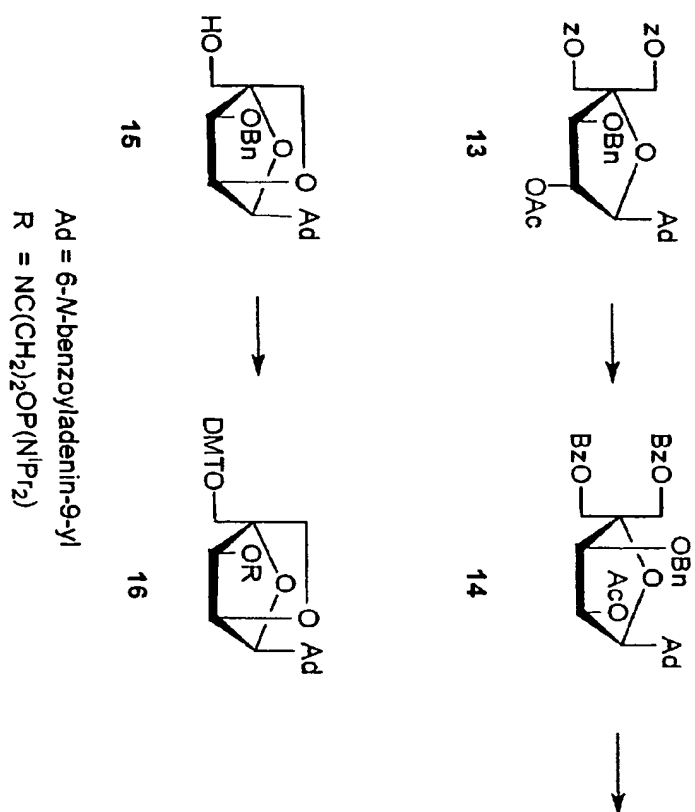 zO
O
Ad
zO
OBn
OAc
13
BzO
OBn
O
Ad
BzO
AcO
14
HO
O
O
Ad
OBn
15
DMTO
O
O
Ad
OR
16
Ad = 6-N-benzoyladenin-9-yl
R = NC(CH₂)₂OP(NⁱPr₂)